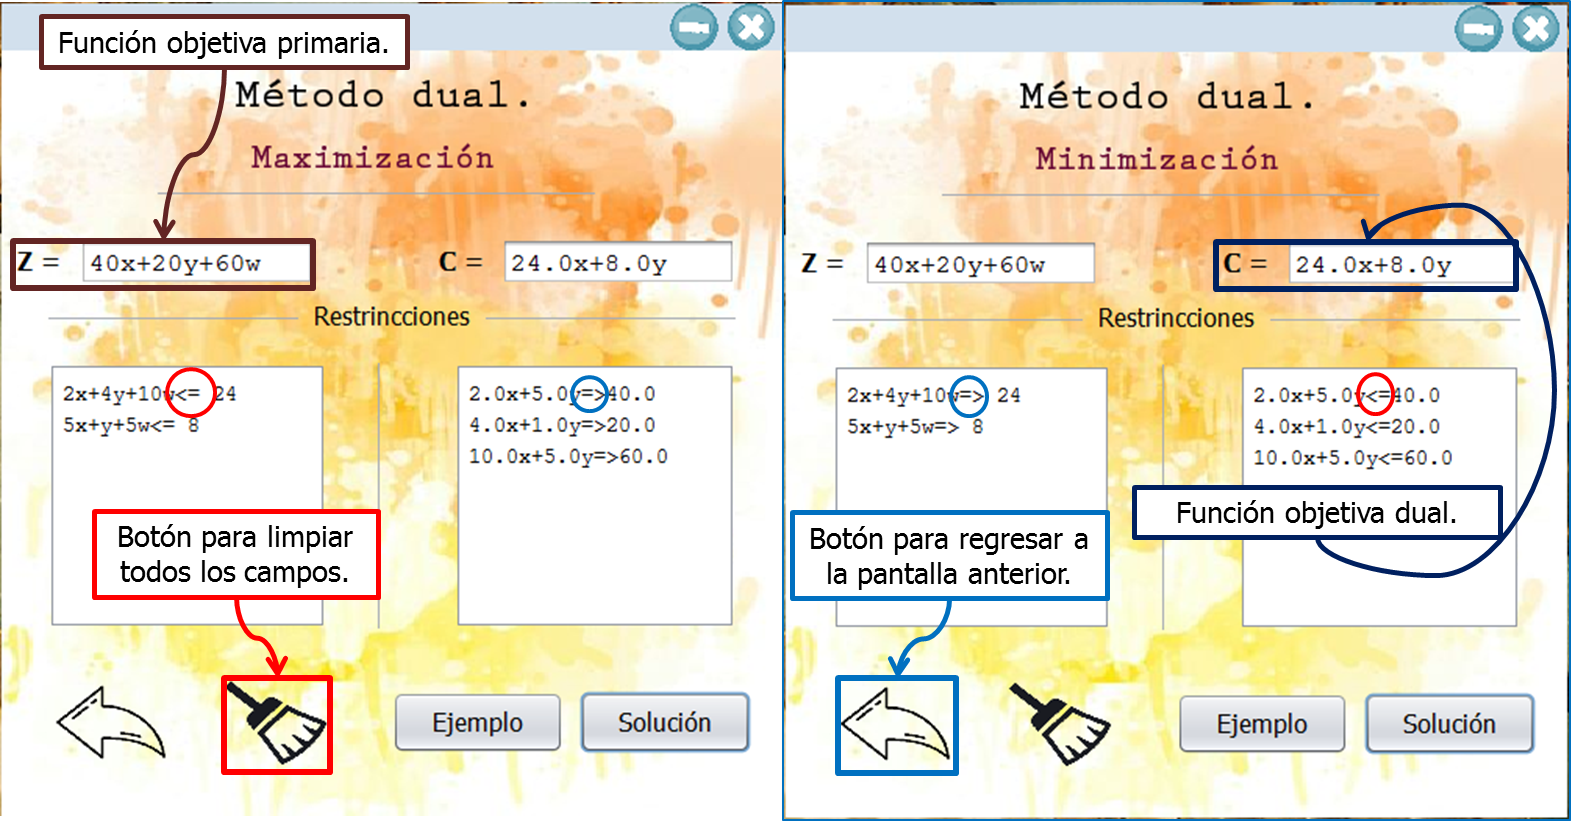 Función objetiva primaria.
Método dual.
Maximización
Z = 40x+20y+60w
C = 24.0x+8.0y
Restrincciones
2x+4y+10w<= 24
5x+y+5w<= 8
2.0x+5.0y=>40.0
4.0x+1.0y=>20.0
10.0x+5.0y=>60.0
Botón para limpiar
todos los campos.
Ejemplo
Solución
Método dual.
Minimización
Z = 40x+20y+60w
C = 24.0x+8.0y
Restrincciones
2x+4y+10w=> 24
5x+y+5w=> 8
2.0x+5.0y<=40.0
4.0x+1.0y<=20.0
10.0x+5.0y<=60.0
Función objetiva dual.
Botón para regresar a
la pantalla anterior.
Ejemplo
Solución